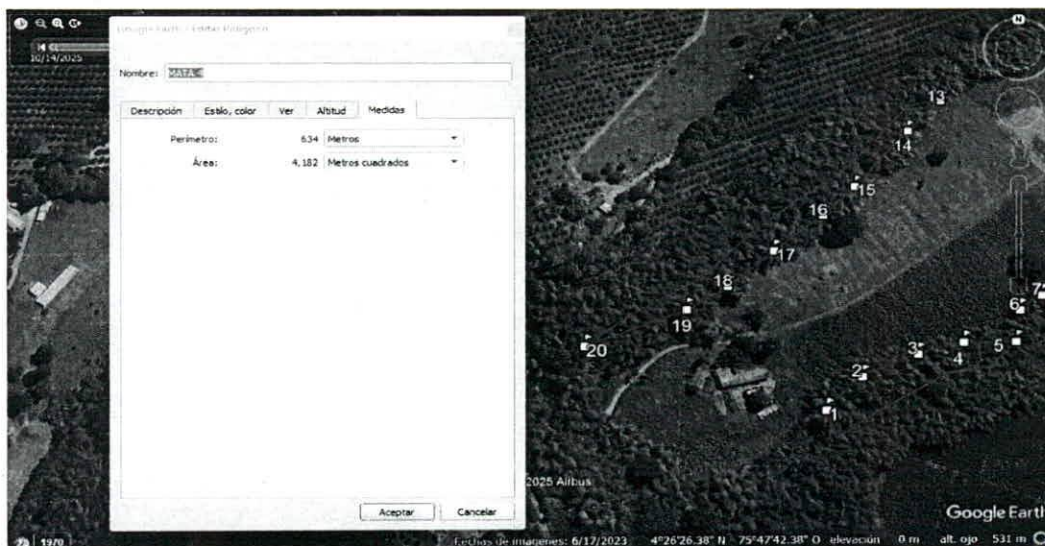 10/14/2025
Google Earth - Editar Polígono
Nombre: MATA 4
Descripción Estilo, color Ver Altitud Medidas
Perímetro: 634 Metros
Área: 4,182 Metros cuadrados
Aceptar Cancelar
13
14
15
16
17
18
19
20
7
6
5
4
3
2
1
N
2025 Airbus
Google Earth
1970
Fechas de imágenes: 6/17/2023 4°26'26.38" N 75°47'42.38" O elevación 0 m alt. ojo 531 m